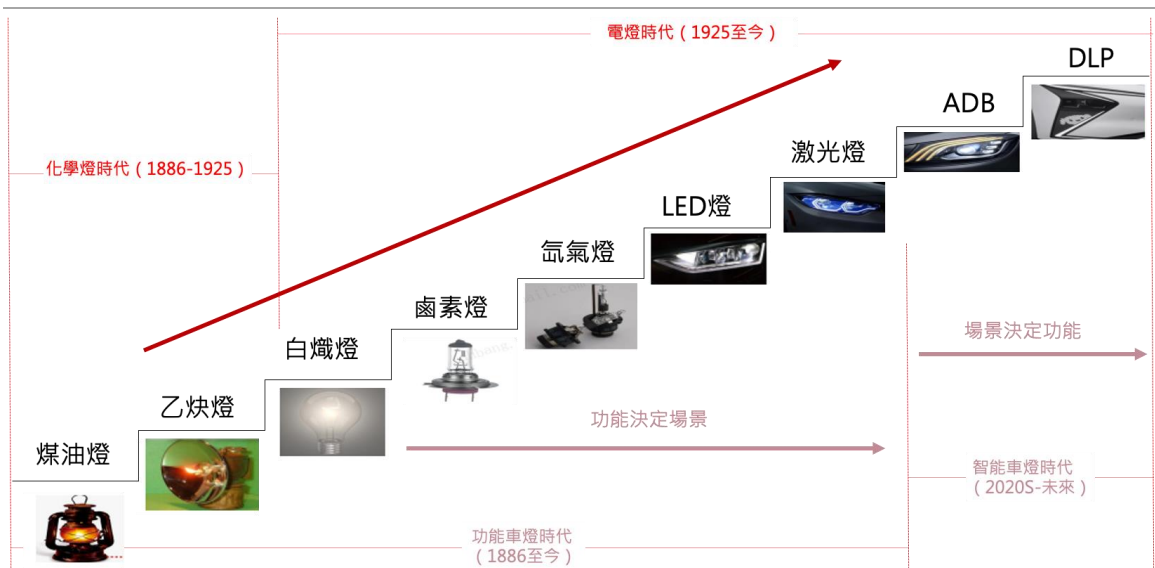 電燈時代（1925至今）
DLP
ADB
化學燈時代（1886-1925）
激光燈
LED燈
氙氣燈
鹵素燈
白熾燈
乙炔燈
煤油燈
場景決定功能
功能決定場景
智能車燈時代
（2020S-未來）
功能車燈時代
（1886至今）